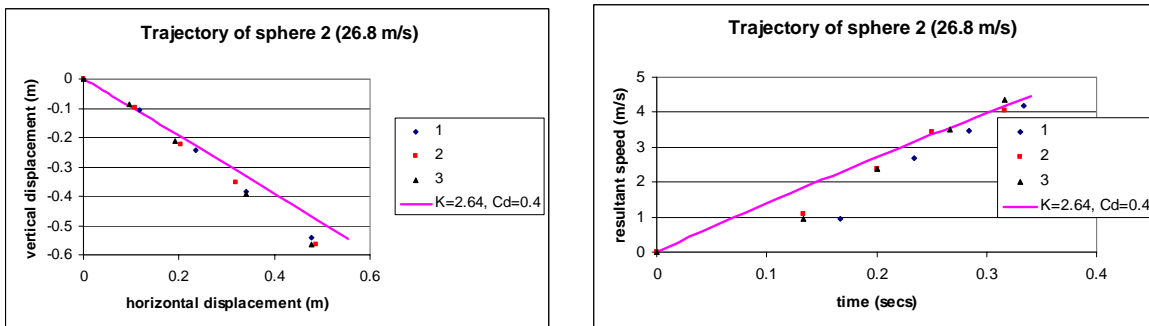 Trajectory of sphere 2 (26.8 m/s)
vertical displacement (m)
0
-0.1
-0.2
-0.3
-0.4
-0.5
-0.6
0 0.2 0.4 0.6
horizontal displacement (m)
1
2
3
K=2.64, Cd=0.4
Trajectory of sphere 2 (26.8 m/s)
resultant speed (m/s)
5
4
3
2
1
0
0 0.1 0.2 0.3 0.4
time (secs)
1
2
3
K=2.64, Cd=0.4